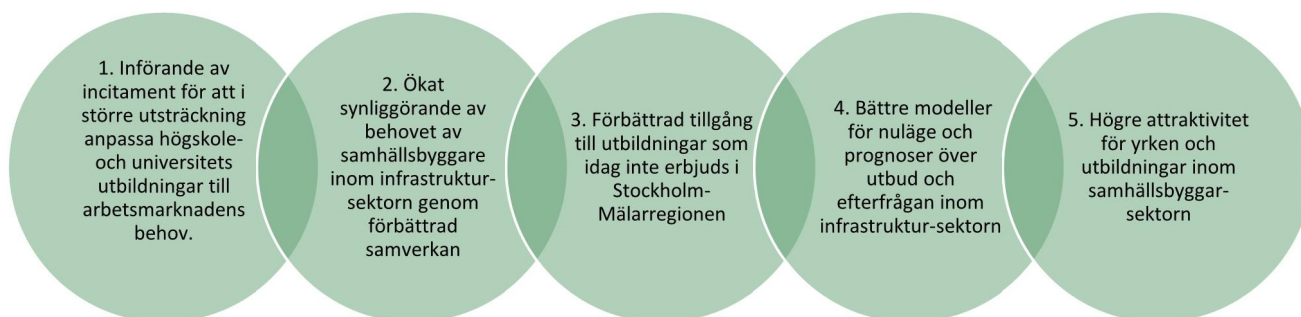 1. Införande av
incitament för att i
större utsträckning
anpassa högskole-
och universitets
utbildningar till
arbetsmarknadens
behov.
2. Ökat
synliggörande av
behovet av
samhällsbyggare
inom infrastruktur-
sektorn genom
förbättrad
samverkan
3. Förbättrad tillgång
till utbildningar som
idag inte erbjuds i
Stockholm-
Mälarregionen
4. Bättre modeller
för nuläge och
prognoser över
utbud och
efterfrågan inom
infrastruktur-sektorn
5. Högre attraktivitet
för yrken och
utbildningar inom
samhällsbyggar-
sektorn